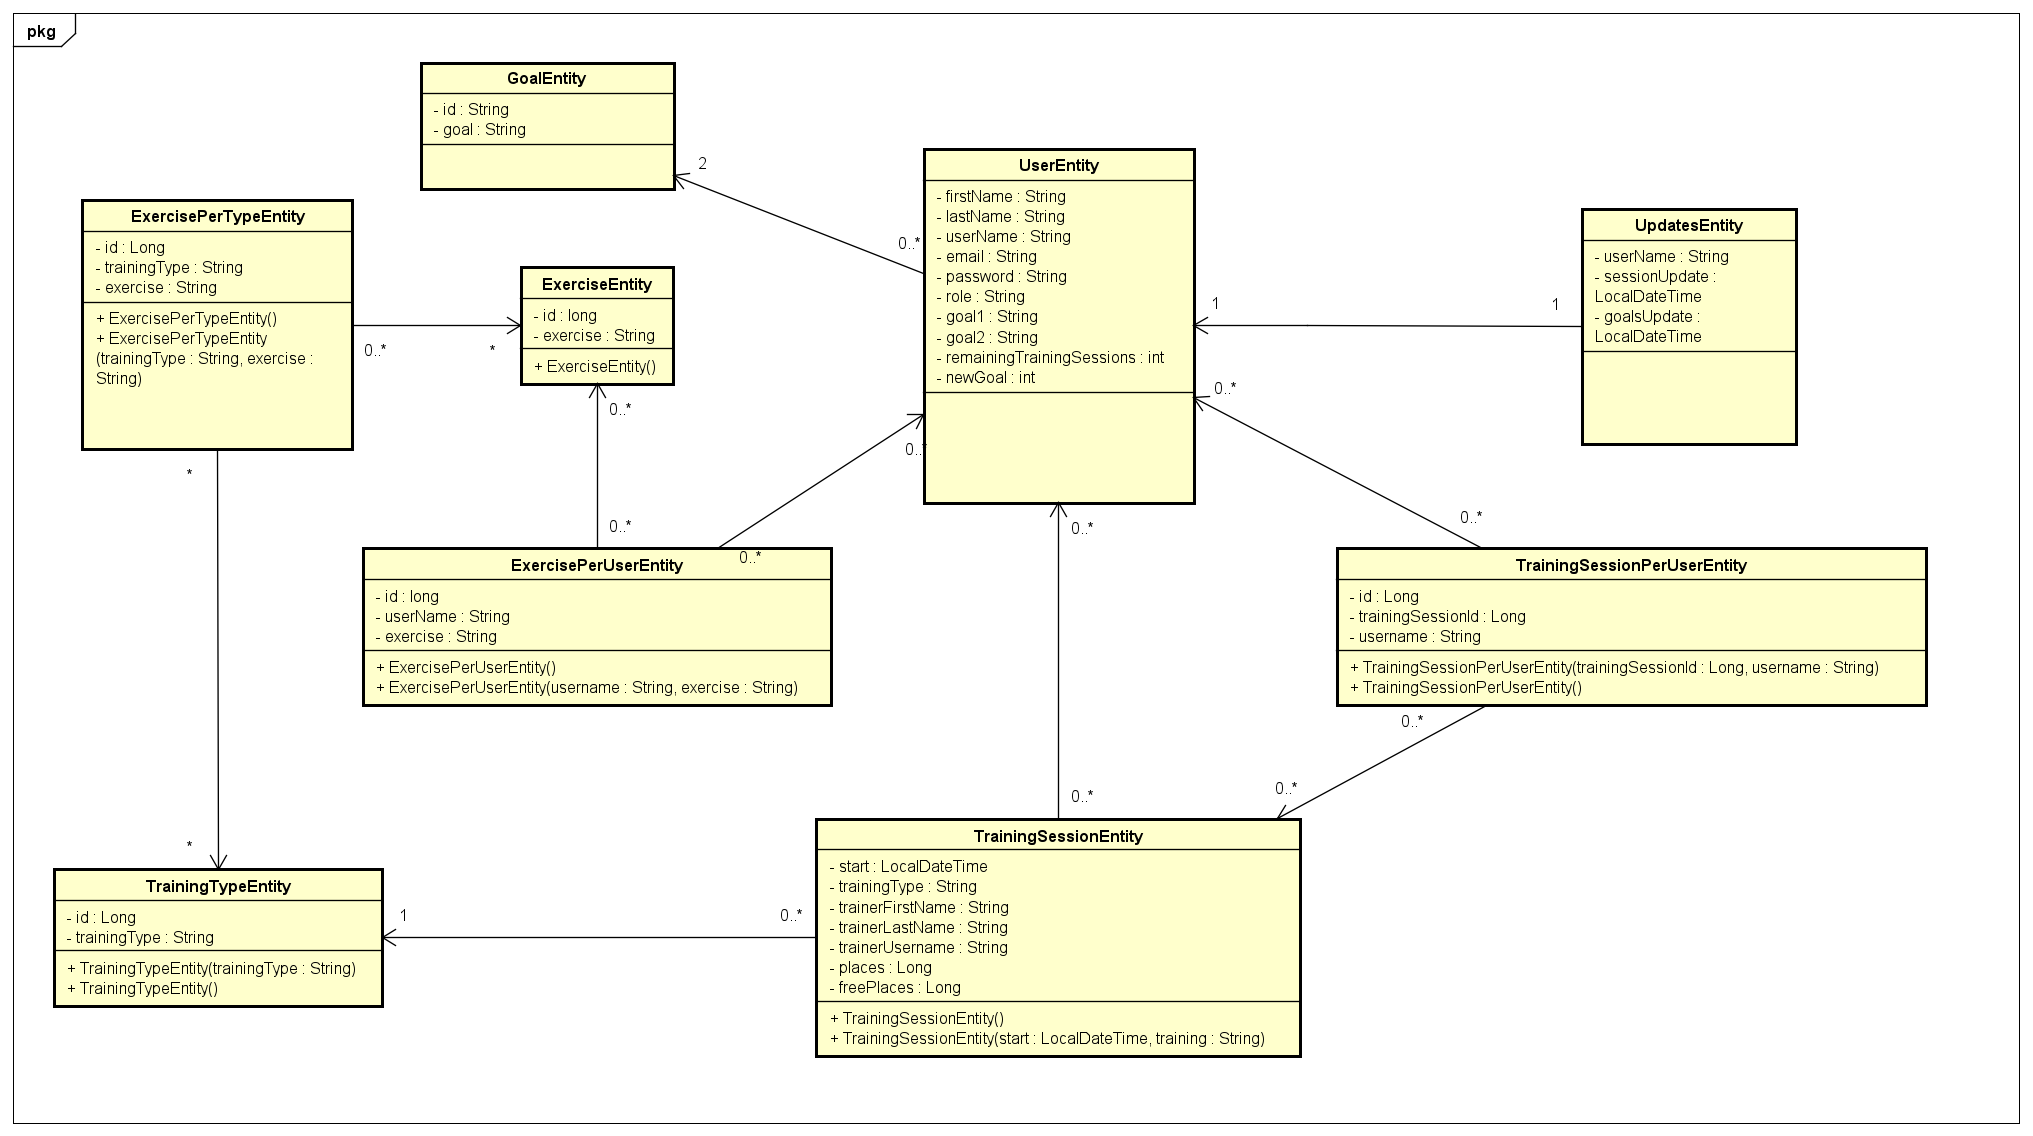 pkg
GoalEntity
- id : String
- goal : String
2
0..*
UserEntity
- firstName : String
- lastName : String
- userName : String
- email : String
- password : String
- role : String
- goal1 : String
- goal2 : String
- remainingTrainingSessions : int
- newGoal : int
UpdatesEntity
- userName : String
- sessionUpdate :
LocalDateTime
- goalsUpdate :
LocalDateTime
1
1
ExercisePerTypeEntity
- id : Long
- trainingType : String
- exercise : String
+ ExercisePerTypeEntity()
+ ExercisePerTypeEntity
(trainingType : String, exercise :
String)
0..*
*
ExerciseEntity
- id : long
- exercise : String
+ ExerciseEntity()
0..*
0..*
0..
0..*
0..*
0..*
0..*
*
*
ExercisePerUserEntity
- id : long
- userName : String
- exercise : String
+ ExercisePerUserEntity()
+ ExercisePerUserEntity(username : String, exercise : String)
TrainingSessionPerUserEntity
- id : Long
- trainingSessionId : Long
- username : String
+ TrainingSessionPerUserEntity(trainingSessionId : Long, username : String)
+ TrainingSessionPerUserEntity()
0..*
0..*
0..*
TrainingSessionEntity
- start : LocalDateTime
- trainingType : String
- trainerFirstName : String
- trainerLastName : String
- trainerUsername : String
- places : Long
- freePlaces : Long
+ TrainingSessionEntity()
+ TrainingSessionEntity(start : LocalDateTime, training : String)
TrainingTypeEntity
- id : Long
- trainingType : String
+ TrainingTypeEntity(trainingType : String)
+ TrainingTypeEntity()
1
0..*